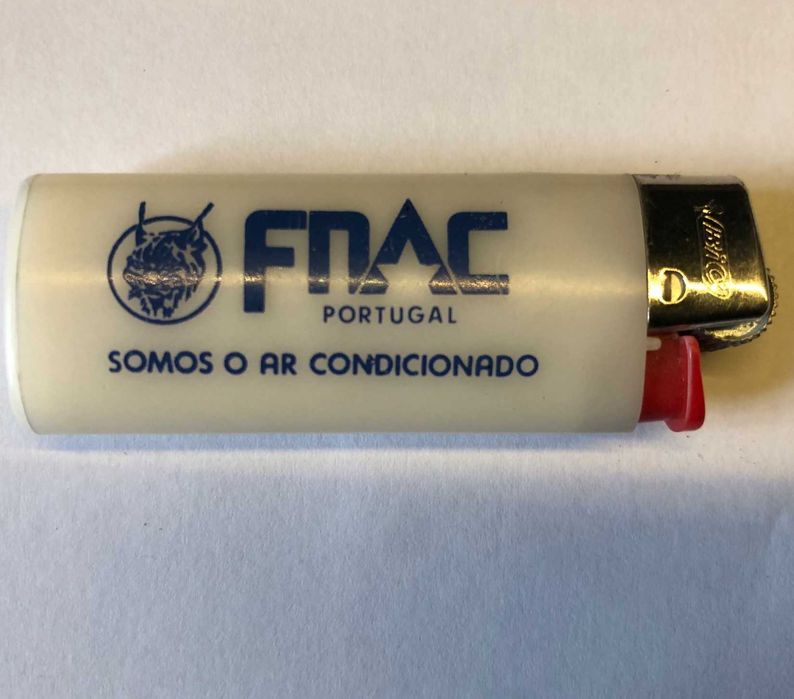 FNAC
PORTUGAL
SOMOS O AR CONDICIONADO